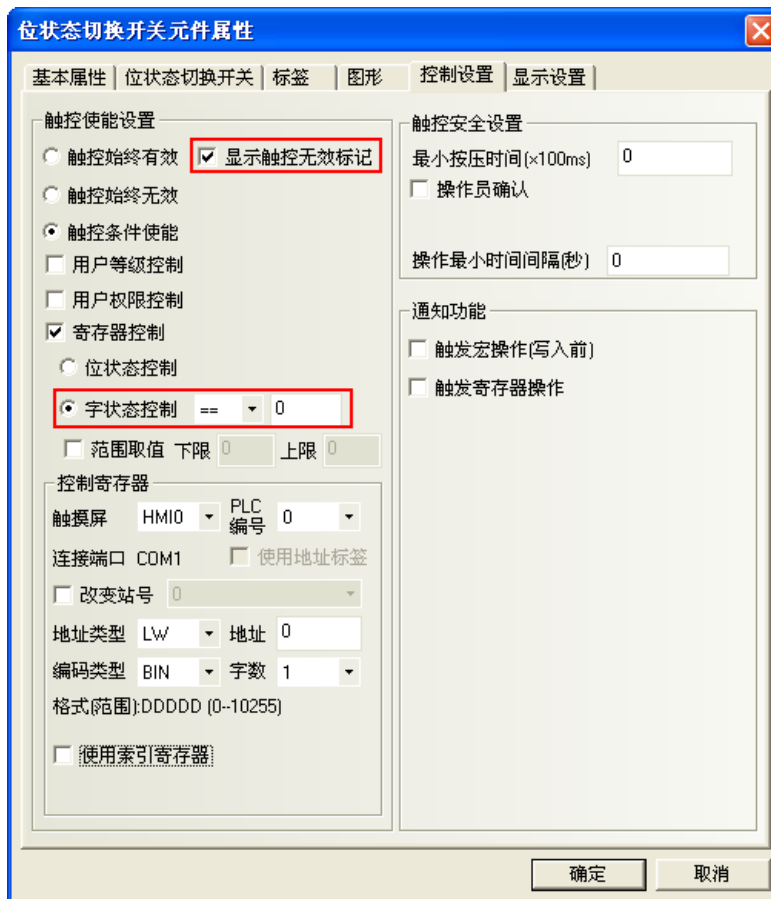 位状态切换开关元件属性
基本属性 位状态切换开关 标签 图形 控制设置 显示设置
触控使能设置
触控始终有效 显示触控无效标记
触控始终无效
触控条件使能
用户等级控制
用户权限控制
寄存器控制
位状态控制
字状态控制 == 0
范围取值 下限 0 上限 0
控制寄存器
触摸屏 HMI0 PLC编号 0
连接端口 COM1 使用地址标签
改变站号 0
地址类型 LW 地址 0
编码类型 BIN 字数 1
格式(范围):DDDDD (0--10255)
使用索引寄存器
触控安全设置
最小按压时间(×100ms) 0
操作员确认
操作最小时间间隔(秒) 0
通知功能
触发宏操作(写入前)
触发寄存器操作
确定 取消